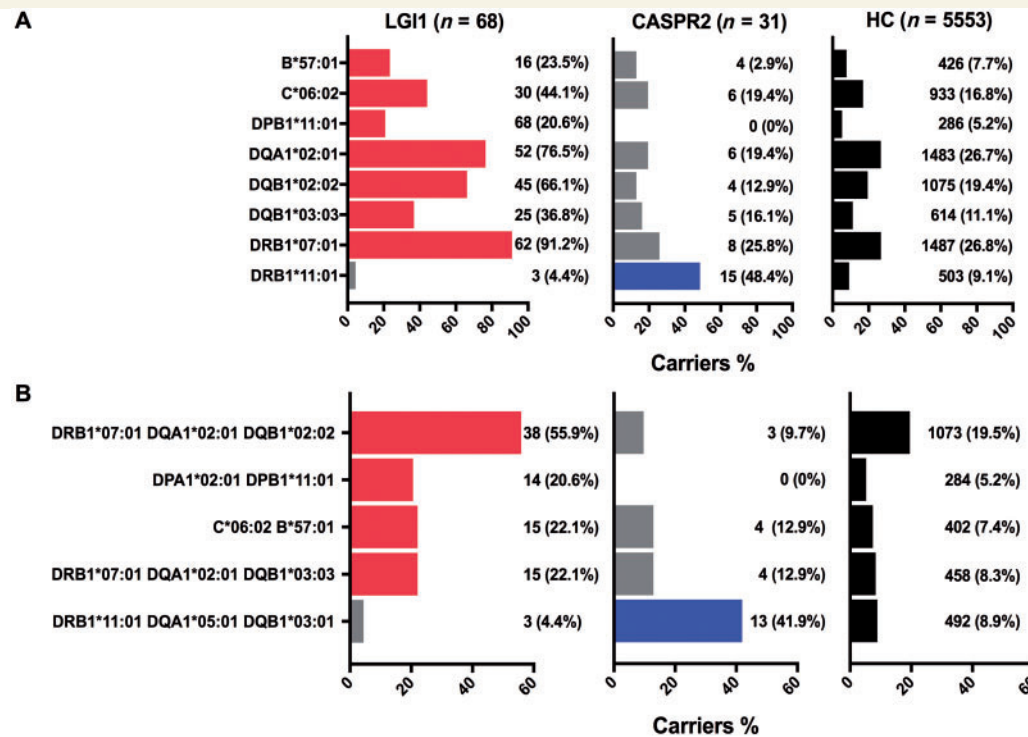 A
LGI1 (n = 68) CASPR2 (n = 31) HC = 5553)
B*57:01 16 (23.5%) 4 (2.9%) 426 (7.7%)
C*06:02 30 (44.1%) 6 (19.4%) 933 (16.8%)
DPB1*11:01 68 (20.6%) 0 (0%) 286 (5.2%)
DQA1*02:01 52 (76.5%) 6 (19.4%) 1483 (26.7%)
DQB1*02:02 45 (66.1%) 4 (12.9%) 1075 (19.4%)
DQB1*03:03 25 (36.8%) 5 (16.1%) 614 (11.1%)
DRB1*07:01 62 (91.2%) 8 (25.8%) 1487 (26.8%)
DRB1*11:01 3 (4.4%) 15 (48.4%) 503 (9.1%)
0 20 40 60 80 100 0 20 40 60 80 100 0 20 40 60 80 100
Carriers %
B
DRB1*07:01 DQA1*02:01 DQB1*02:02 38 (55.9%) 3 (9.7%) 1073 (19.5%)
DPA1*02:01 DPB1*11:01 14 (20.6%) 0 (0%) 284 (5.2%)
C*06:02 B*57:01 15 (22.1%) 4 (12.9%) 402 (7.4%)
DRB1*07:01 DQA1*02:01 DQB1*03:03 15 (22.1%) 4 (12.9%) 458 (8.3%)
DRB1*11:01 DQA1*05:01 DQB1*03:01 3 (4.4%) 13 (41.9%) 492 (8.9%)
0 20 40 60 0 20 40 60 0 20 40 60
Carriers %